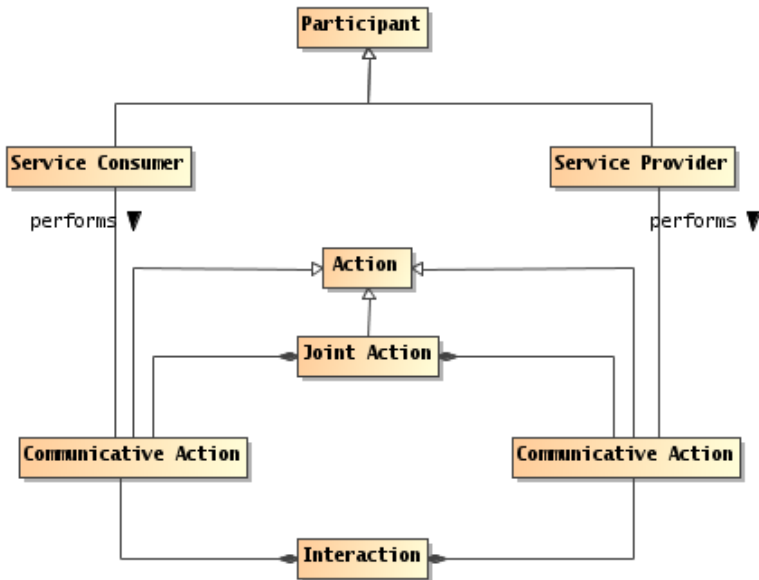 Participant
Service Consumer
Service Provider
performs
performs
Action
Joint Action
Communicative Action
Communicative Action
Interaction